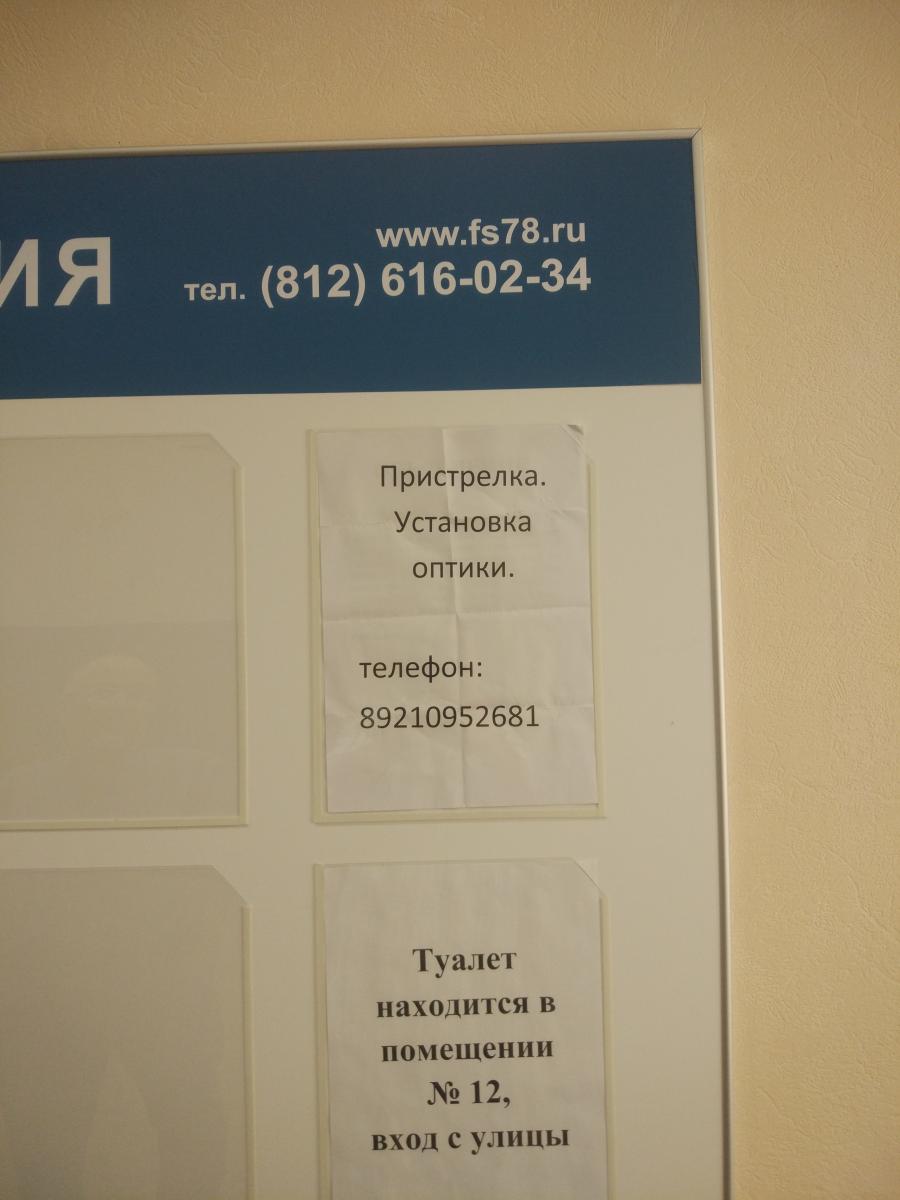 www.fs78.ru
ИЯ тел. (812) 616-02-34
Пристрелка.
Установка
оптики.
телефон:
89210952681
Туалет
находится в
помещении
№ 12,
вход с улицы